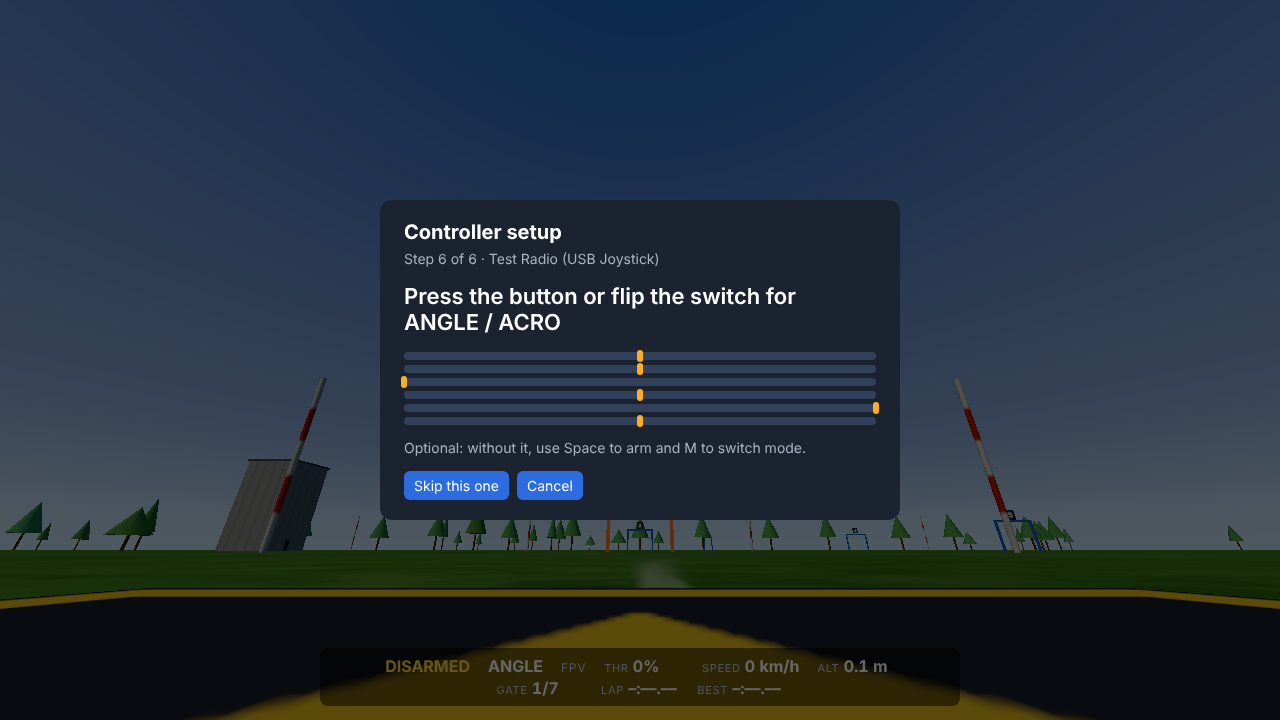 Controller setup
Step 6 of 6 · Test Radio (USB Joystick)
Press the button or flip the switch for
ANGLE / ACRO
Optional: without it, use Space to arm and M to switch mode.
Skip this one
Cancel
DISARMED ANGLE FPV THR 0% SPEED 0 km/h ALT 0.1 m
GATE 1/7 LAP –:––.–– BEST –:––.––